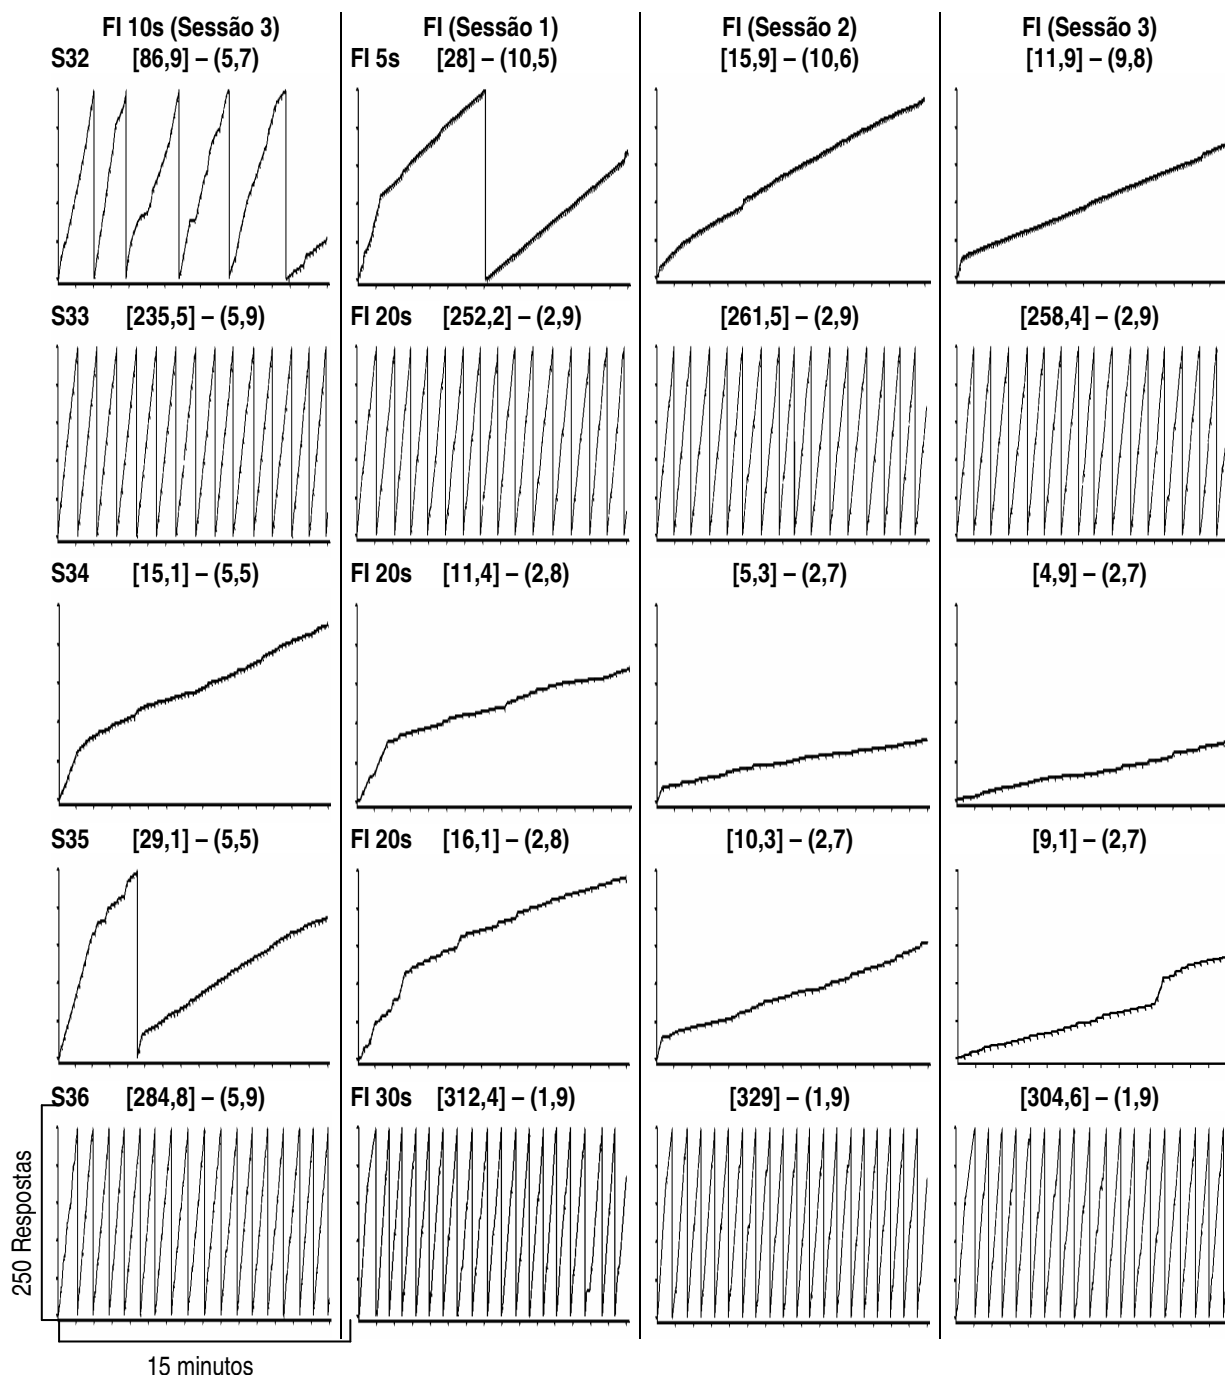 FI 10s (Sessão 3) FI (Sessão 1) FI (Sessão 2) FI (Sessão 3)
S32 [86,9] – (5,7) FI 5s [28] – (10,5) [15,9] – (10,6) [11,9] – (9,8)
S33 [235,5] – (5,9) FI 20s [252,2] – (2,9) [261,5] – (2,9) [258,4] – (2,9)
S34 [15,1] – (5,5) FI 20s [11,4] – (2,8) [5,3] – (2,7) [4,9] – (2,7)
S35 [29,1] – (5,5) FI 20s [16,1] – (2,8) [10,3] – (2,7) [9,1] – (2,7)
S36 [284,8] – (5,9) FI 30s [312,4] – (1,9) [329] – (1,9) [304,6] – (1,9)
250 Respostas
15 minutos